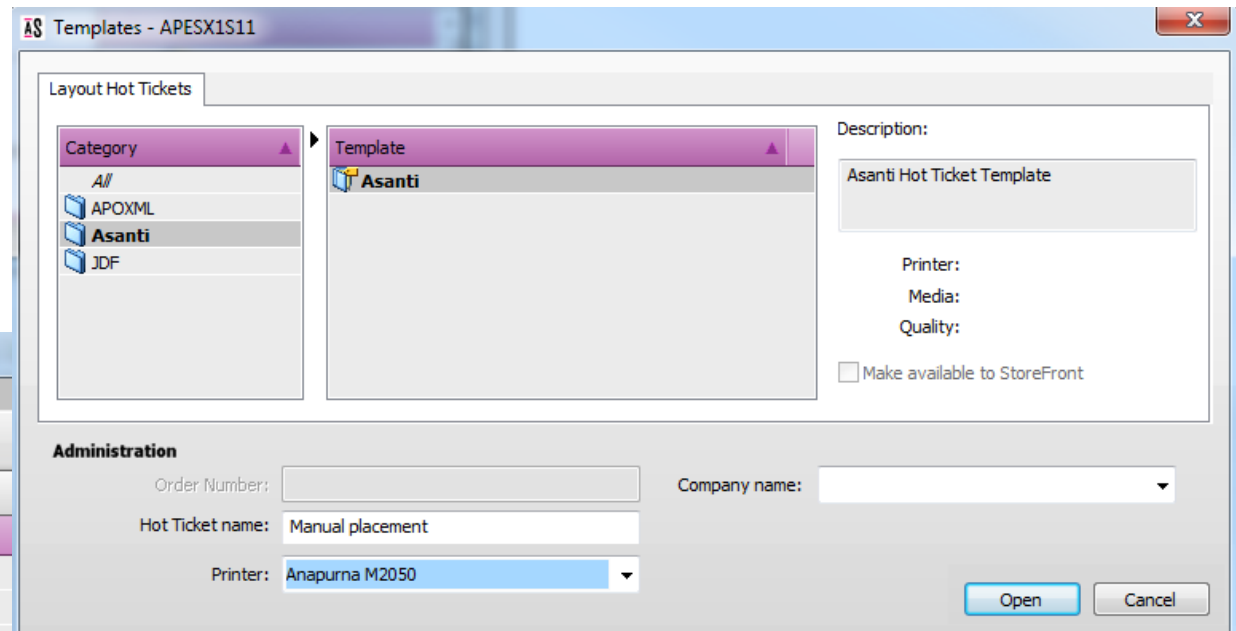 AS Templates - APESX1S11
Layout Hot Tickets
Category
Template
Description:
All
Asanti
Asanti Hot Ticket Template
APOXML
Asanti
JDF
Printer:
Media:
Quality:
Make available to StoreFront
Administration
Order Number:
Company name:
Hot Ticket name: Manual placement
Printer: Anapurna M2050
Open
Cancel